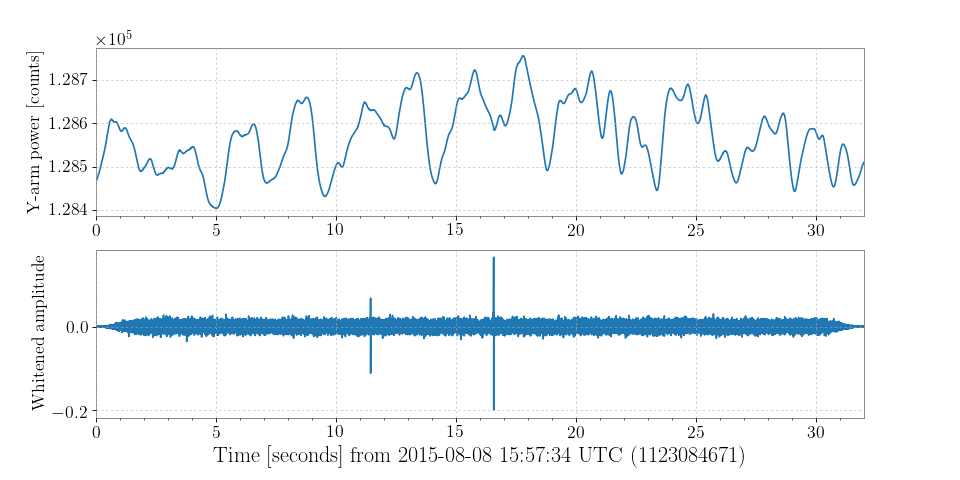 ×10⁵
Y-arm power [counts]
1.287
1.286
1.285
1.284
0 5 10 15 20 25 30
Whitened amplitude
0.0
−0.2
0 5 10 15 20 25 30
Time [seconds] from 2015-08-08 15:57:34 UTC (1123084671)